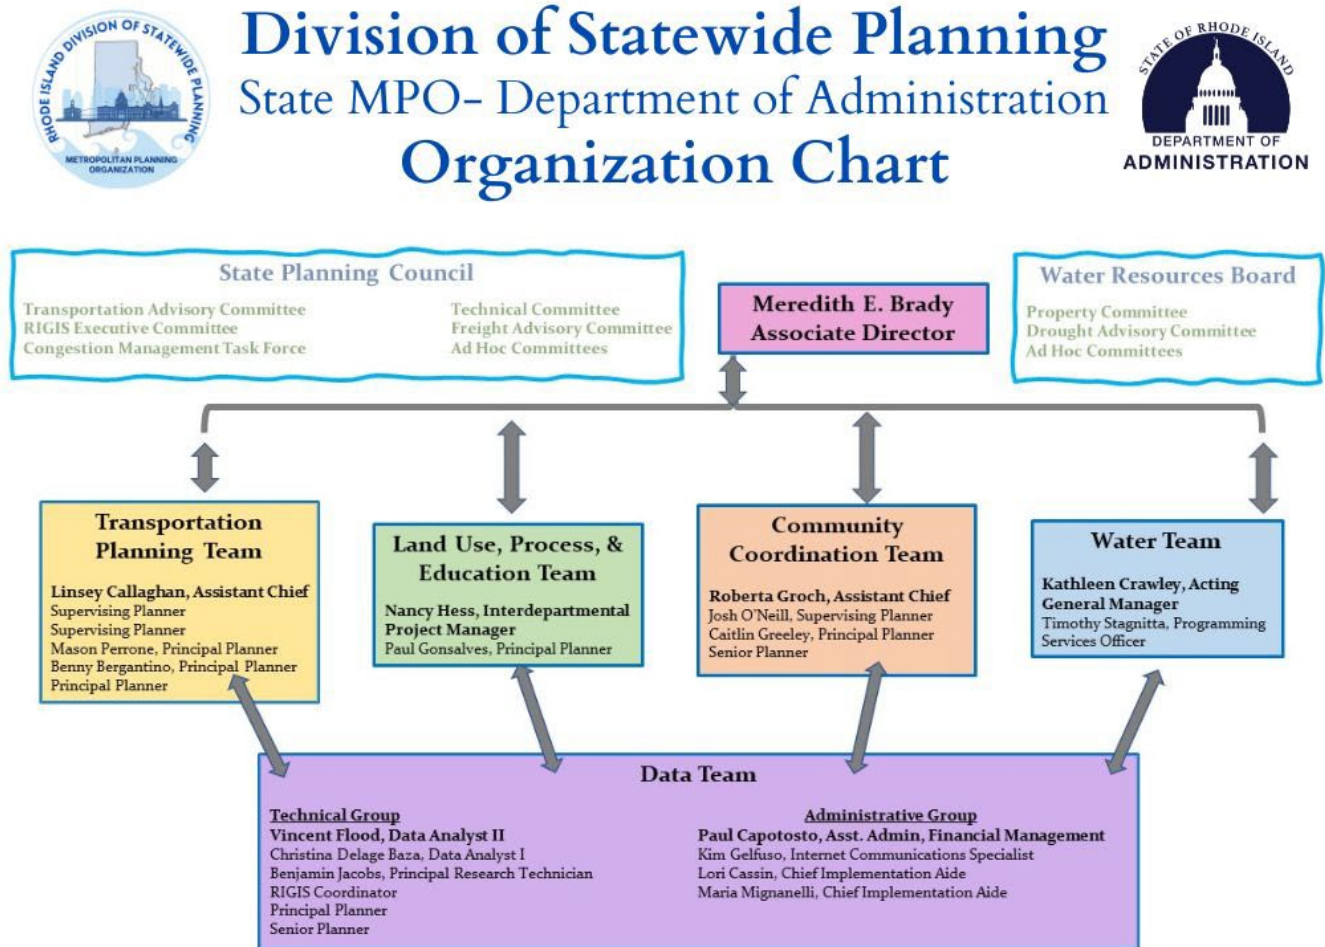 RHODE ISLAND DIVISION OF STATEWIDE PLANNING
METROPOLITAN PLANNING
ORGANIZATION
Division of Statewide Planning
State MPO- Department of Administration
Organization Chart
STATE OF RHODE ISLAND
DEPARTMENT OF
ADMINISTRATION
State Planning Council
Transportation Advisory Committee
RIGIS Executive Committee
Congestion Management Task Force
Technical Committee
Freight Advisory Committee
Ad Hoc Committees
Meredith E. Brady
Associate Director
Water Resources Board
Property Committee
Drought Advisory Committee
Ad Hoc Committees
Transportation
Planning Team
Linsey Callaghan, Assistant Chief
Supervising Planner
Supervising Planner
Mason Perrone, Principal Planner
Benny Bergantino, Principal Planner
Principal Planner
Land Use, Process, &
Education Team
Nancy Hess, Interdepartmental
Project Manager
Paul Gonsalves, Principal Planner
Community
Coordination Team
Roberta Groch, Assistant Chief
Josh O'Neill, Supervising Planner
Caitlin Greeley, Principal Planner
Senior Planner
Water Team
Kathleen Crawley, Acting
General Manager
Timothy Stagnitta, Programming
Services Officer
Data Team
Technical Group
Vincent Flood, Data Analyst II
Christina Delage Baza, Data Analyst I
Benjamin Jacobs, Principal Research Technician
RIGIS Coordinator
Principal Planner
Senior Planner
Administrative Group
Paul Capotosto, Asst. Admin, Financial Management
Kim Gelfuso, Internet Communications Specialist
Lori Cassin, Chief Implementation Aide
Maria Mignanelli, Chief Implementation Aide